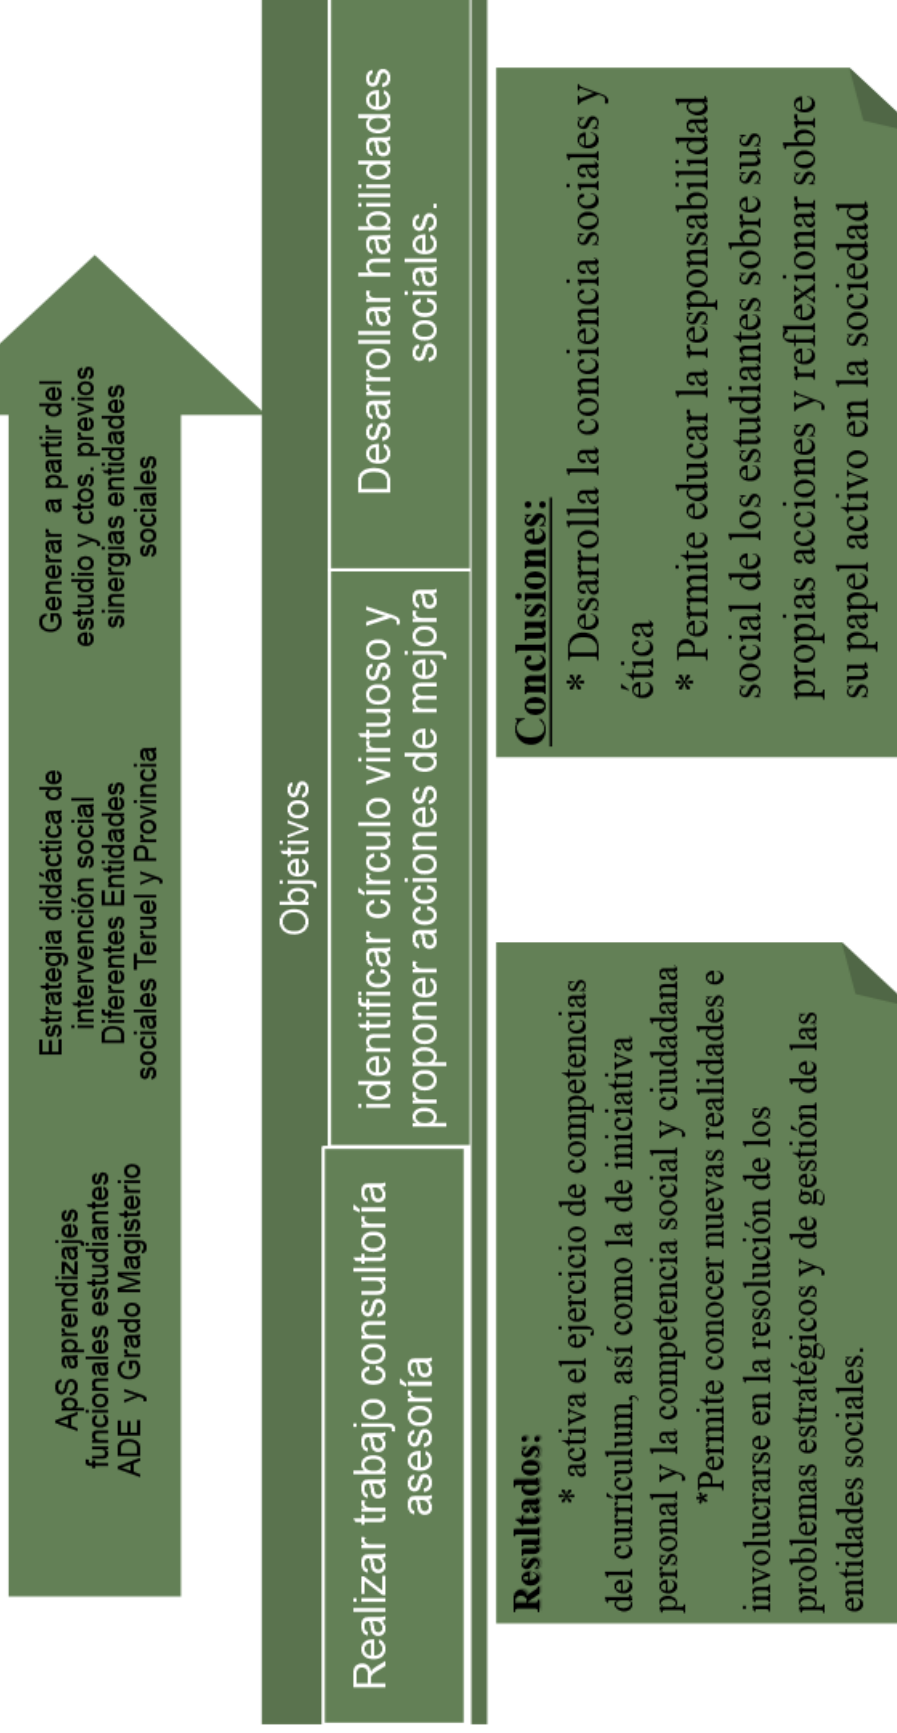 ApS aprendizajes
funcionales estudiantes
ADE y Grado Magisterio
Estrategia didáctica de
intervención social
Diferentes Entidades
sociales Teruel y Provincia
Generar a partir del
estudio y ctos. previos
sinergias entidades
sociales
Objetivos
Realizar trabajo consultoría
asesoría
identificar círculo virtuoso y
proponer acciones de mejora
Desarrollar habilidades
sociales.
Resultados:
* activa el ejercicio de competencias
del currículum, así como la de iniciativa
personal y la competencia social y ciudadana
*Permite conocer nuevas realidades e
involucrarse en la resolución de los
problemas estratégicos y de gestión de las
entidades sociales.
Conclusiones:
* Desarrolla la conciencia sociales y
ética
* Permite educar la responsabilidad
social de los estudiantes sobre sus
propias acciones y reflexionar sobre
su papel activo en la sociedad